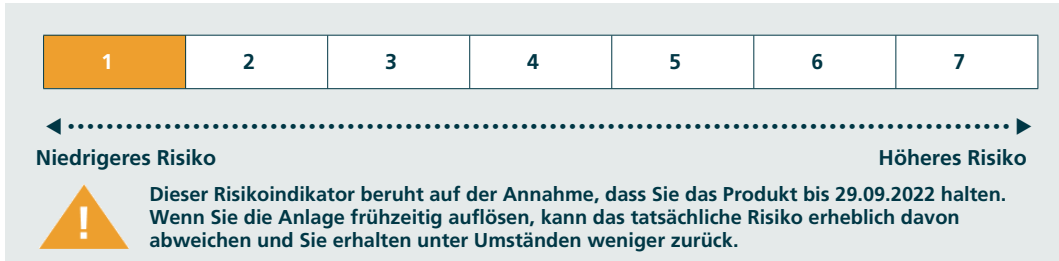 1 2 3 4 5 6 7
Niedrigeres Risiko Höheres Risiko
!
Dieser Risikoindikator beruht auf der Annahme, dass Sie das Produkt bis 29.09.2022 halten.
Wenn Sie die Anlage frühzeitig auflösen, kann das tatsächliche Risiko erheblich davon
abweichen und Sie erhalten unter Umständen weniger zurück.